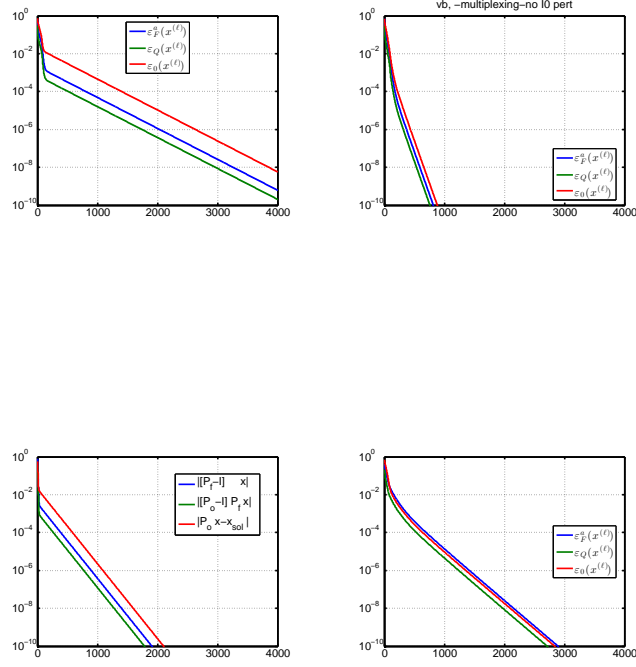 vb, −multiplexing−no I0 pert
10^0
10^−2
10^−4
10^−6
10^−8
10^−10
0 1000 2000 3000 4000
ε_F^a(x^(ℓ))
ε_Q(x^(ℓ))
ε_0(x^(ℓ))
10^0
10^−2
10^−4
10^−6
10^−8
10^−10
0 1000 2000 3000 4000
ε_F^a(x^(ℓ))
ε_Q(x^(ℓ))
ε_0(x^(ℓ))
10^0
10^−2
10^−4
10^−6
10^−8
10^−10
0 1000 2000 3000 4000
|[P_f−I] x|
|[P_o−I] P_f x|
|P_o x−x_sol |
10^0
10^−2
10^−4
10^−6
10^−8
10^−10
0 1000 2000 3000 4000
ε_F^a(x^(ℓ))
ε_Q(x^(ℓ))
ε_0(x^(ℓ))